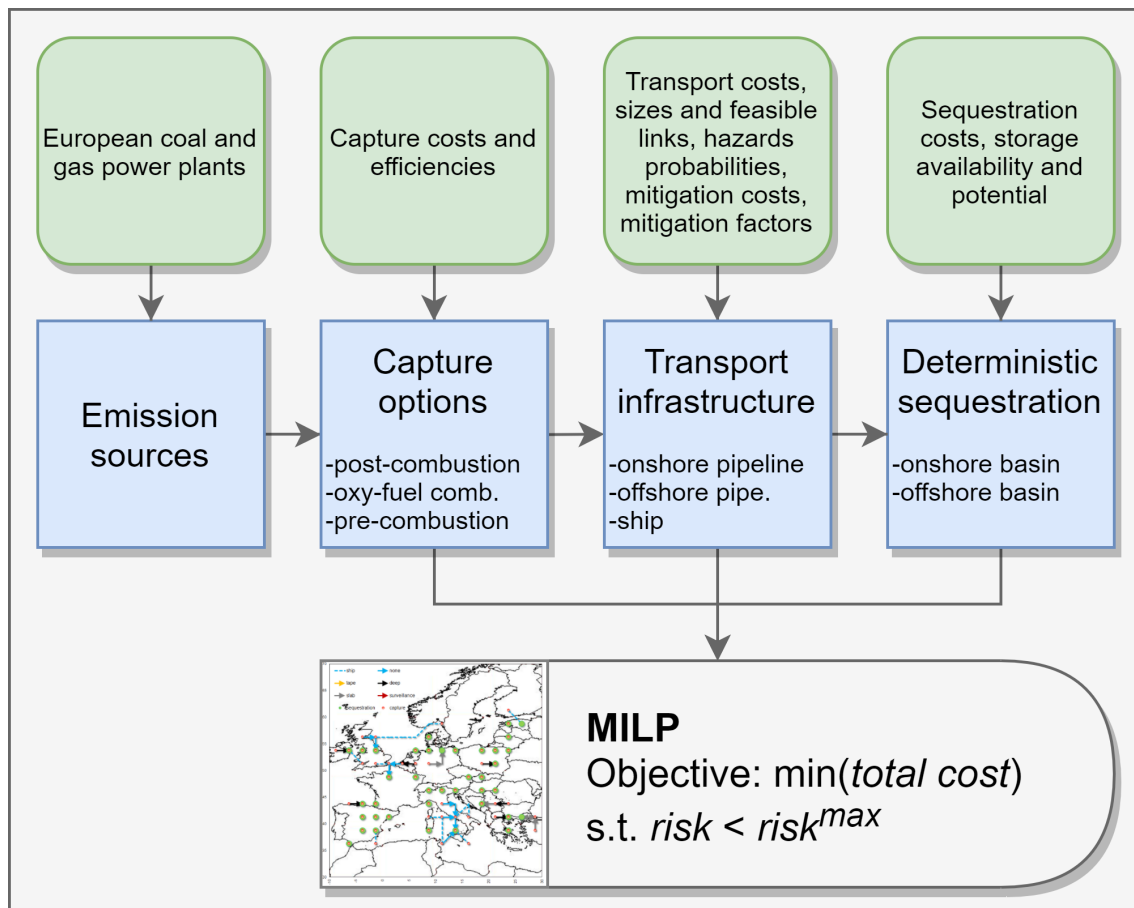 European coal and
gas power plants
Capture costs and
efficiencies
Transport costs,
sizes and feasible
links, hazards
probabilities,
mitigation costs,
mitigation factors
Sequestration
costs, storage
availability and
potential
Emission
sources
Capture
options
-post-combustion
-oxy-fuel comb.
-pre-combustion
Transport
infrastructure
-onshore pipeline
-offshore pipe.
-ship
Deterministic
sequestration
-onshore basin
-offshore basin
ship
none
tape
deep
slab
surveillance
Sequestration
capture
MILP
Objective: min(total cost)
s.t. risk < risk^max